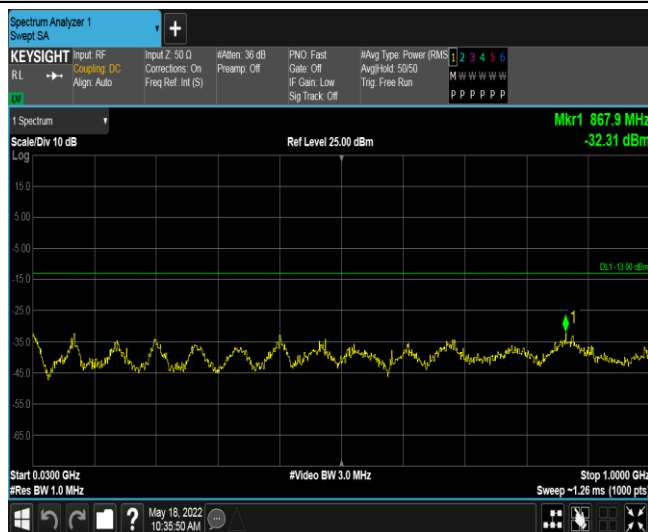 Spectrum Analyzer 1
Swept SA
+
KEYSIGHT
RL
LNI
Input: RF
Coupling: DC
Align: Auto
Input Z: 50 Ω
Corrections: On
Freq Ref: Int (S)
#Atten: 36 dB
Preamp: Off
PNO: Fast
Gate: Off
IF Gain: Low
Sig Track: Off
#Avg Type: Power (RMS
Avg|Hold: 50/50
Trig: Free Run
1 2 3 4 5 6
M W W W W W
P P P P P P
1 Spectrum
Mkr1 867.9 MHz
-32.31 dBm
Scale/Div 10 dB
Ref Level 25.00 dBm
Log
15.0
5.00
-5.00
DL1 -13.00 dBm
-15.0
-25.0
1
-35.0
-45.0
-55.0
-65.0
Start 0.0300 GHz
#Video BW 3.0 MHz
Stop 1.0000 GHz
#Res BW 1.0 MHz
Sweep ~1.26 ms (1000 pts)
?
May 18, 2022
10:35:50 AM